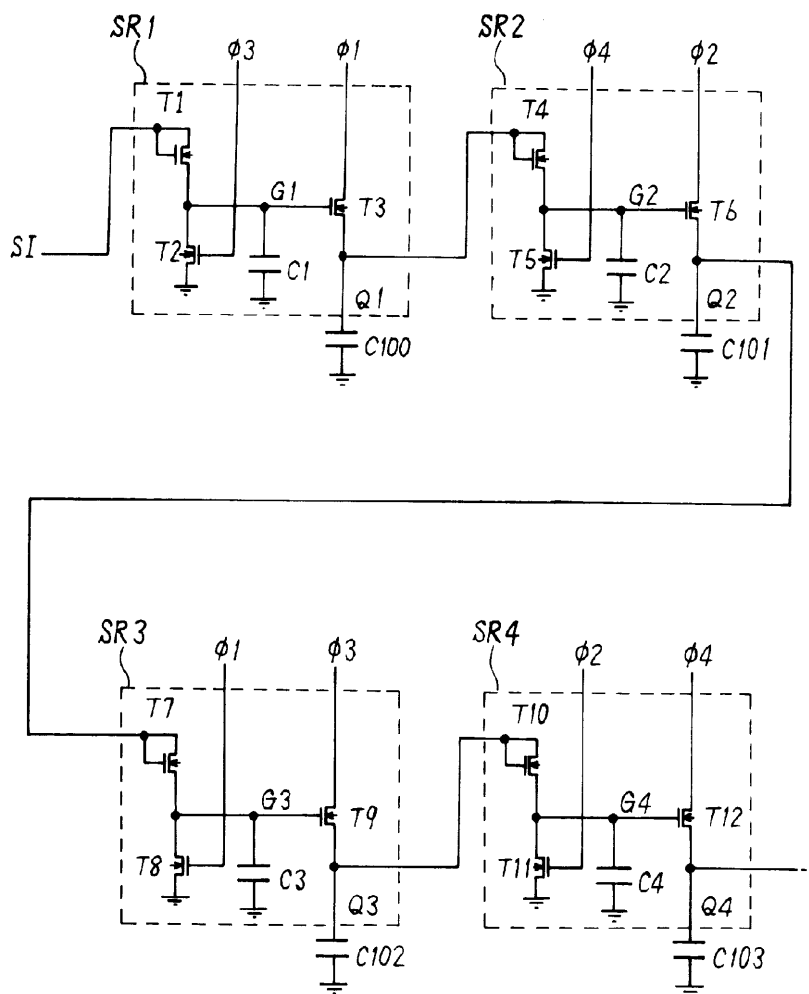 SR1
φ3
φ1
SR2
φ4
φ2
T1
T4
G1
T3
G2
T6
SI
T2
C1
T5
C2
Q1
Q2
C100
C101
SR3
φ1
φ3
SR4
φ2
φ4
T7
T10
G3
T9
G4
T12
T8
C3
T11
C4
Q3
Q4
C102
C103